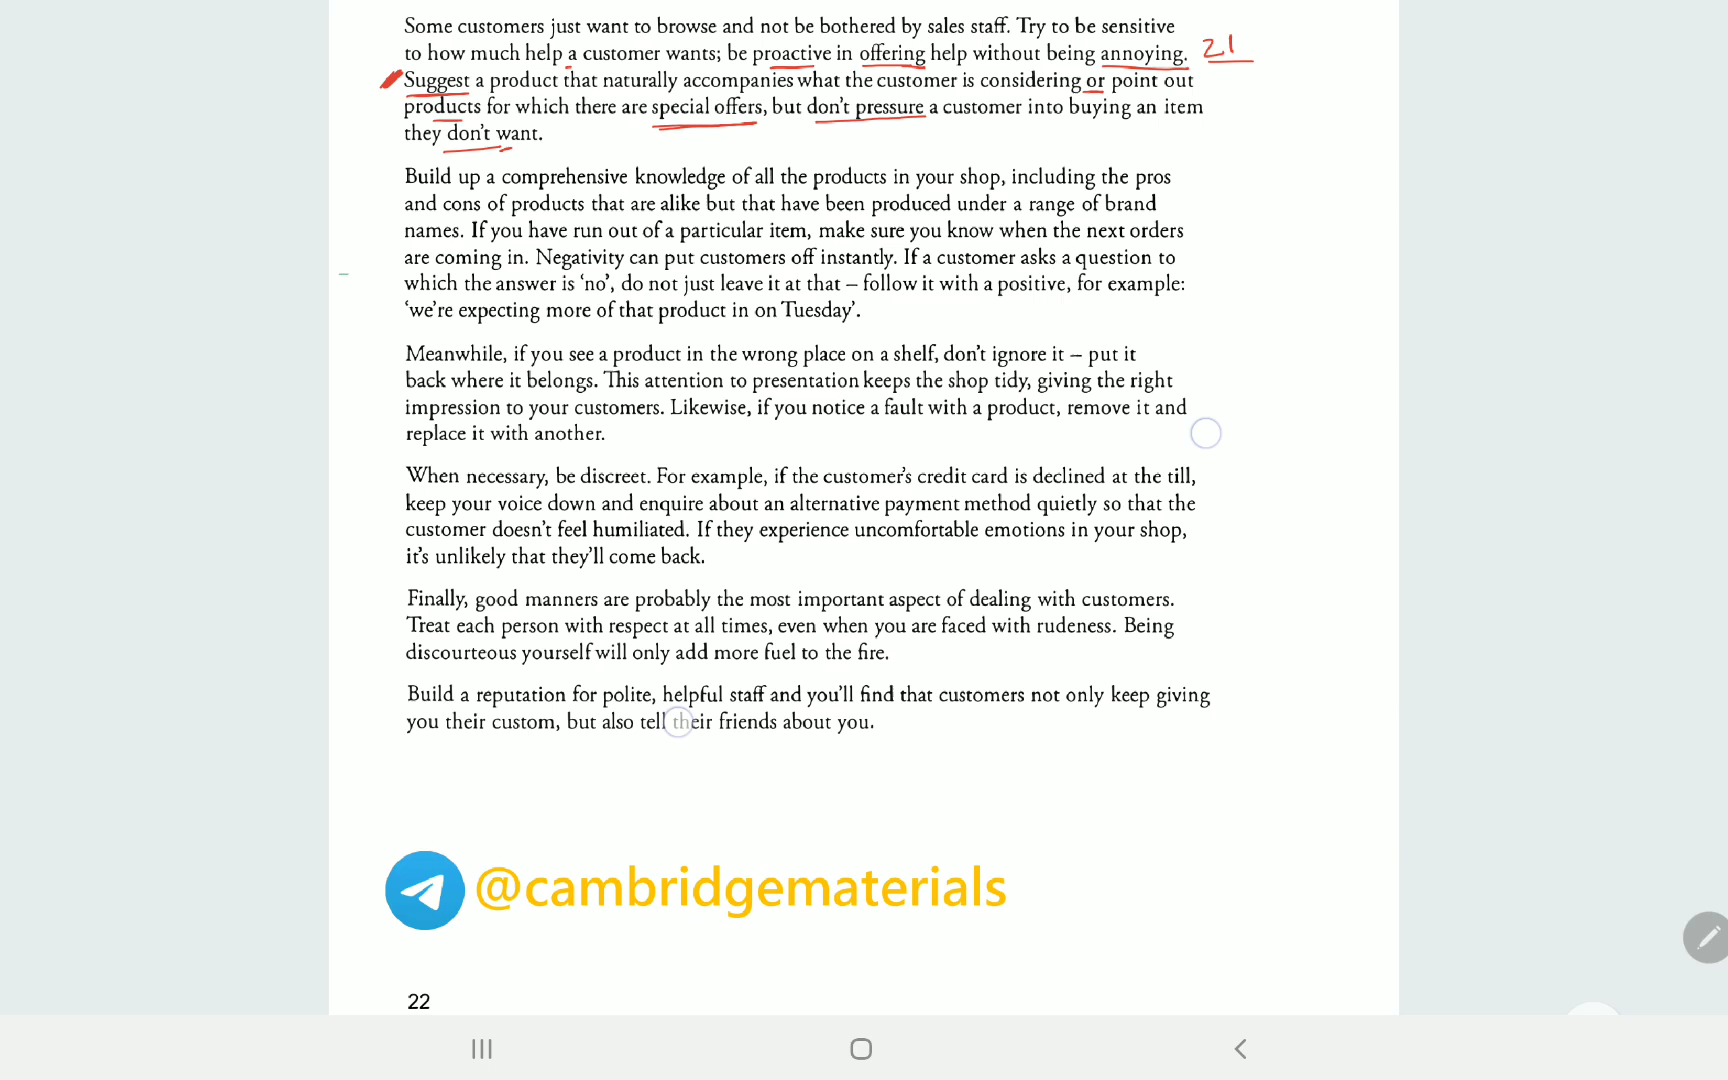 Some customers just want to browse and not be bothered by sales staff. Try to be sensitive
to how much help a customer wants; be proactive in offering help without being annoying. 21
Suggest a product that naturally accompanies what the customer is considering or point out
products for which there are special offers, but don't pressure a customer into buying an item
they don't want.
Build up a comprehensive knowledge of all the products in your shop, including the pros
and cons of products that are alike but that have been produced under a range of brand
names. If you have run out of a particular item, make sure you know when the next orders
are coming in. Negativity can put customers off instantly. If a customer asks a question to
which the answer is ‘no’, do not just leave it at that – follow it with a positive, for example:
‘we're expecting more of that product in on Tuesday’.
Meanwhile, if you see a product in the wrong place on a shelf, don't ignore it – put it
back where it belongs. This attention to presentation keeps the shop tidy, giving the right
impression to your customers. Likewise, if you notice a fault with a product, remove it and
replace it with another.
When necessary, be discreet. For example, if the customer's credit card is declined at the till,
keep your voice down and enquire about an alternative payment method quietly so that the
customer doesn't feel humiliated. If they experience uncomfortable emotions in your shop,
it's unlikely that they'll come back.
Finally, good manners are probably the most important aspect of dealing with customers.
Treat each person with respect at all times, even when you are faced with rudeness. Being
discourteous yourself will only add more fuel to the fire.
Build a reputation for polite, helpful staff and you'll find that customers not only keep giving
you their custom, but also tell their friends about you.
@cambridgematerials
22